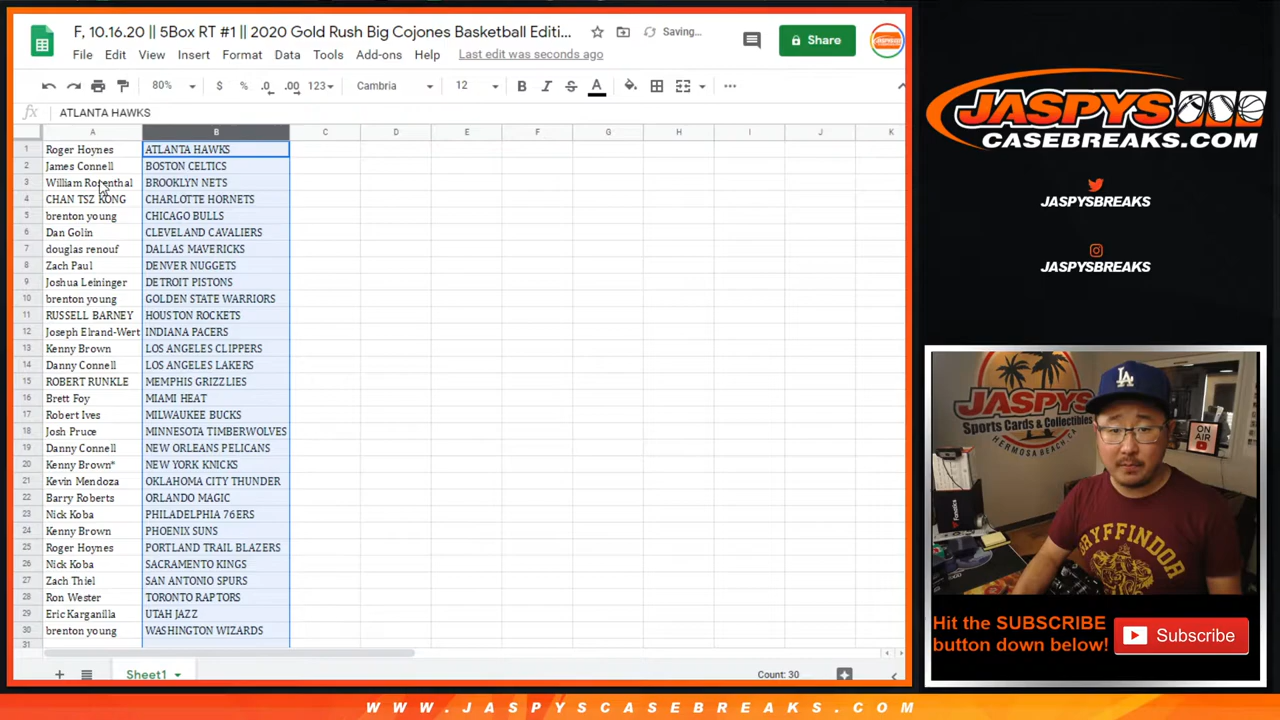 F, 10.16.20 || 5Box RT #1 || 2020 Gold Rush Big Cojones Basketball Editi...
Saving...
Share
File Edit View Insert Format Data Tools Add-ons Help Last edit was seconds ago
80% $ % .0 .00 123 Cambria 12 B I S A
fx ATLANTA HAWKS
A B C D E F G H I J K
1 Roger Hoynes ATLANTA HAWKS
2 James Connell BOSTON CELTICS
3 William Rosenthal BROOKLYN NETS
4 CHAN TSZ KONG CHARLOTTE HORNETS
5 brenton young CHICAGO BULLS
6 Dan Golin CLEVELAND CAVALIERS
7 douglas renouf DALLAS MAVERICKS
8 Zach Paul DENVER NUGGETS
9 Joshua Leininger DETROIT PISTONS
10 brenton young GOLDEN STATE WARRIORS
11 RUSSELL BARNEY HOUSTON ROCKETS
12 Joseph Elrand-Wert INDIANA PACERS
13 Kenny Brown LOS ANGELES CLIPPERS
14 Danny Connell LOS ANGELES LAKERS
15 ROBERT RUNKLE MEMPHIS GRIZZLIES
16 Brett Foy MIAMI HEAT
17 Robert Ives MILWAUKEE BUCKS
18 Josh Pruce MINNESOTA TIMBERWOLVES
19 Danny Connell NEW ORLEANS PELICANS
20 Kenny Brown* NEW YORK KNICKS
21 Kevin Mendoza OKLAHOMA CITY THUNDER
22 Barry Roberts ORLANDO MAGIC
23 Nick Koba PHILADELPHIA 76ERS
24 Kenny Brown PHOENIX SUNS
25 Roger Hoynes PORTLAND TRAIL BLAZERS
26 Nick Koba SACRAMENTO KINGS
27 Zach Thiel SAN ANTONIO SPURS
28 Ron Wester TORONTO RAPTORS
29 Eric Karganilla UTAH JAZZ
30 brenton young WASHINGTON WIZARDS
31
Sheet1
Count: 30
JASPYS
CASEBREAKS.COM
JASPYSBREAKS
JASPYSBREAKS
JASPYS
Sports Cards & Collectibles
HERMOSA BEACH, CA
ON AIR
LA
Fanatics
GRYFFINDOR
Hit the SUBSCRIBE
button down below!
Subscribe
WWW.JASPYSCASEBREAKS.COM